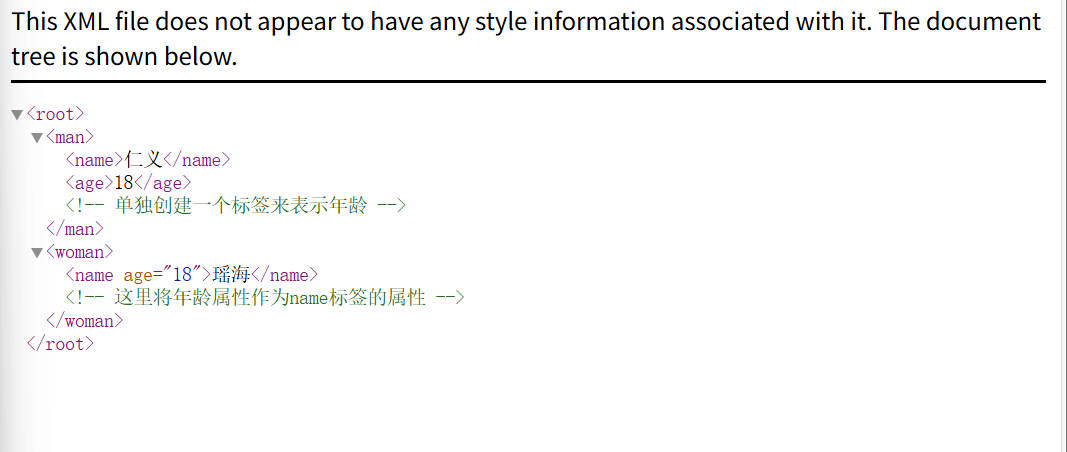 This XML file does not appear to have any style information associated with it. The document
tree is shown below.
▼<root>
▼<man>
<name>仁义</name>
<age>18</age>
<!-- 单独创建一个标签来表示年龄 -->
</man>
▼<woman>
<name age="18">瑶海</name>
<!-- 这里将年龄属性作为name标签的属性 -->
</woman>
</root>